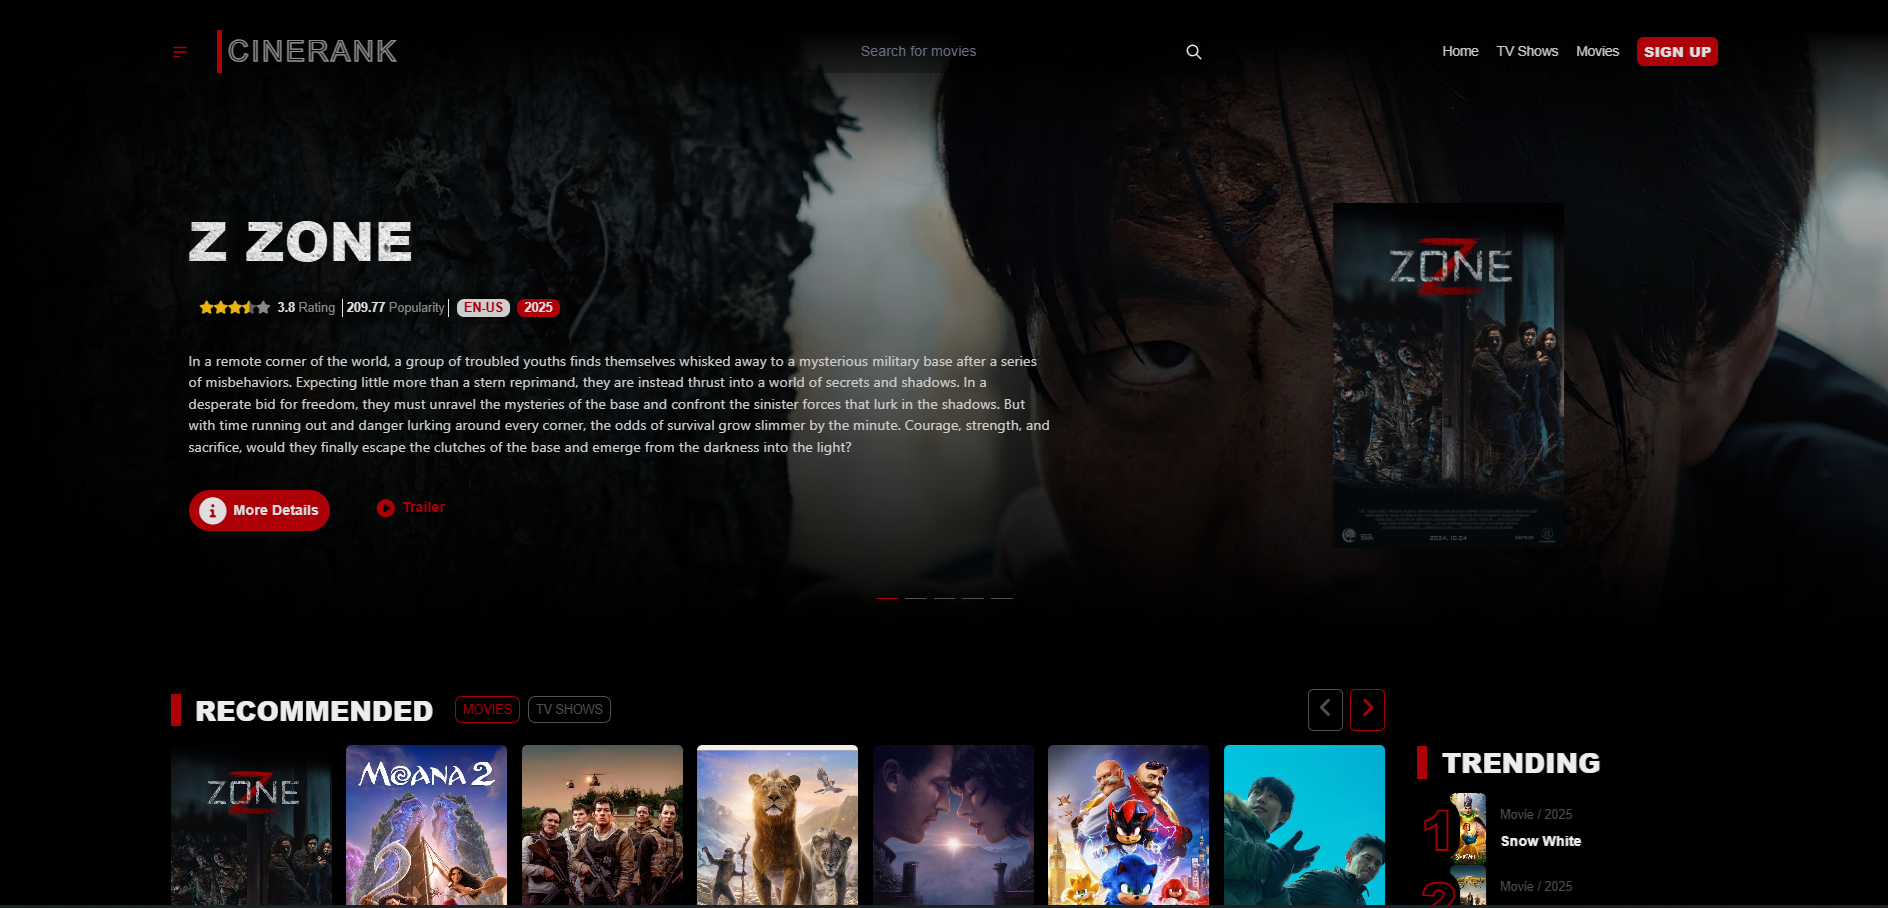 CINERANK
Search for movies
Home TV Shows Movies SIGN UP
Z ZONE
3.8 Rating 209.77 Popularity EN-US 2025
In a remote corner of the world, a group of troubled youths finds themselves whisked away to a mysterious military base after a series
of misbehaviors. Expecting little more than a stern reprimand, they are instead thrust into a world of secrets and shadows. In a
desperate bid for freedom, they must unravel the mysteries of the base and confront the sinister forces that lurk in the shadows. But
with time running out and danger lurking around every corner, the odds of survival grow slimmer by the minute. Courage, strength, and
sacrifice, would they finally escape the clutches of the base and emerge from the darkness into the light?
More Details Trailer
Z ZONE
2024.10.04
RECOMMENDED MOVIES TV SHOWS
Z ZONE
MOANA 2
2
TRENDING
1
Movie / 2025
Snow White
2
Movie / 2025